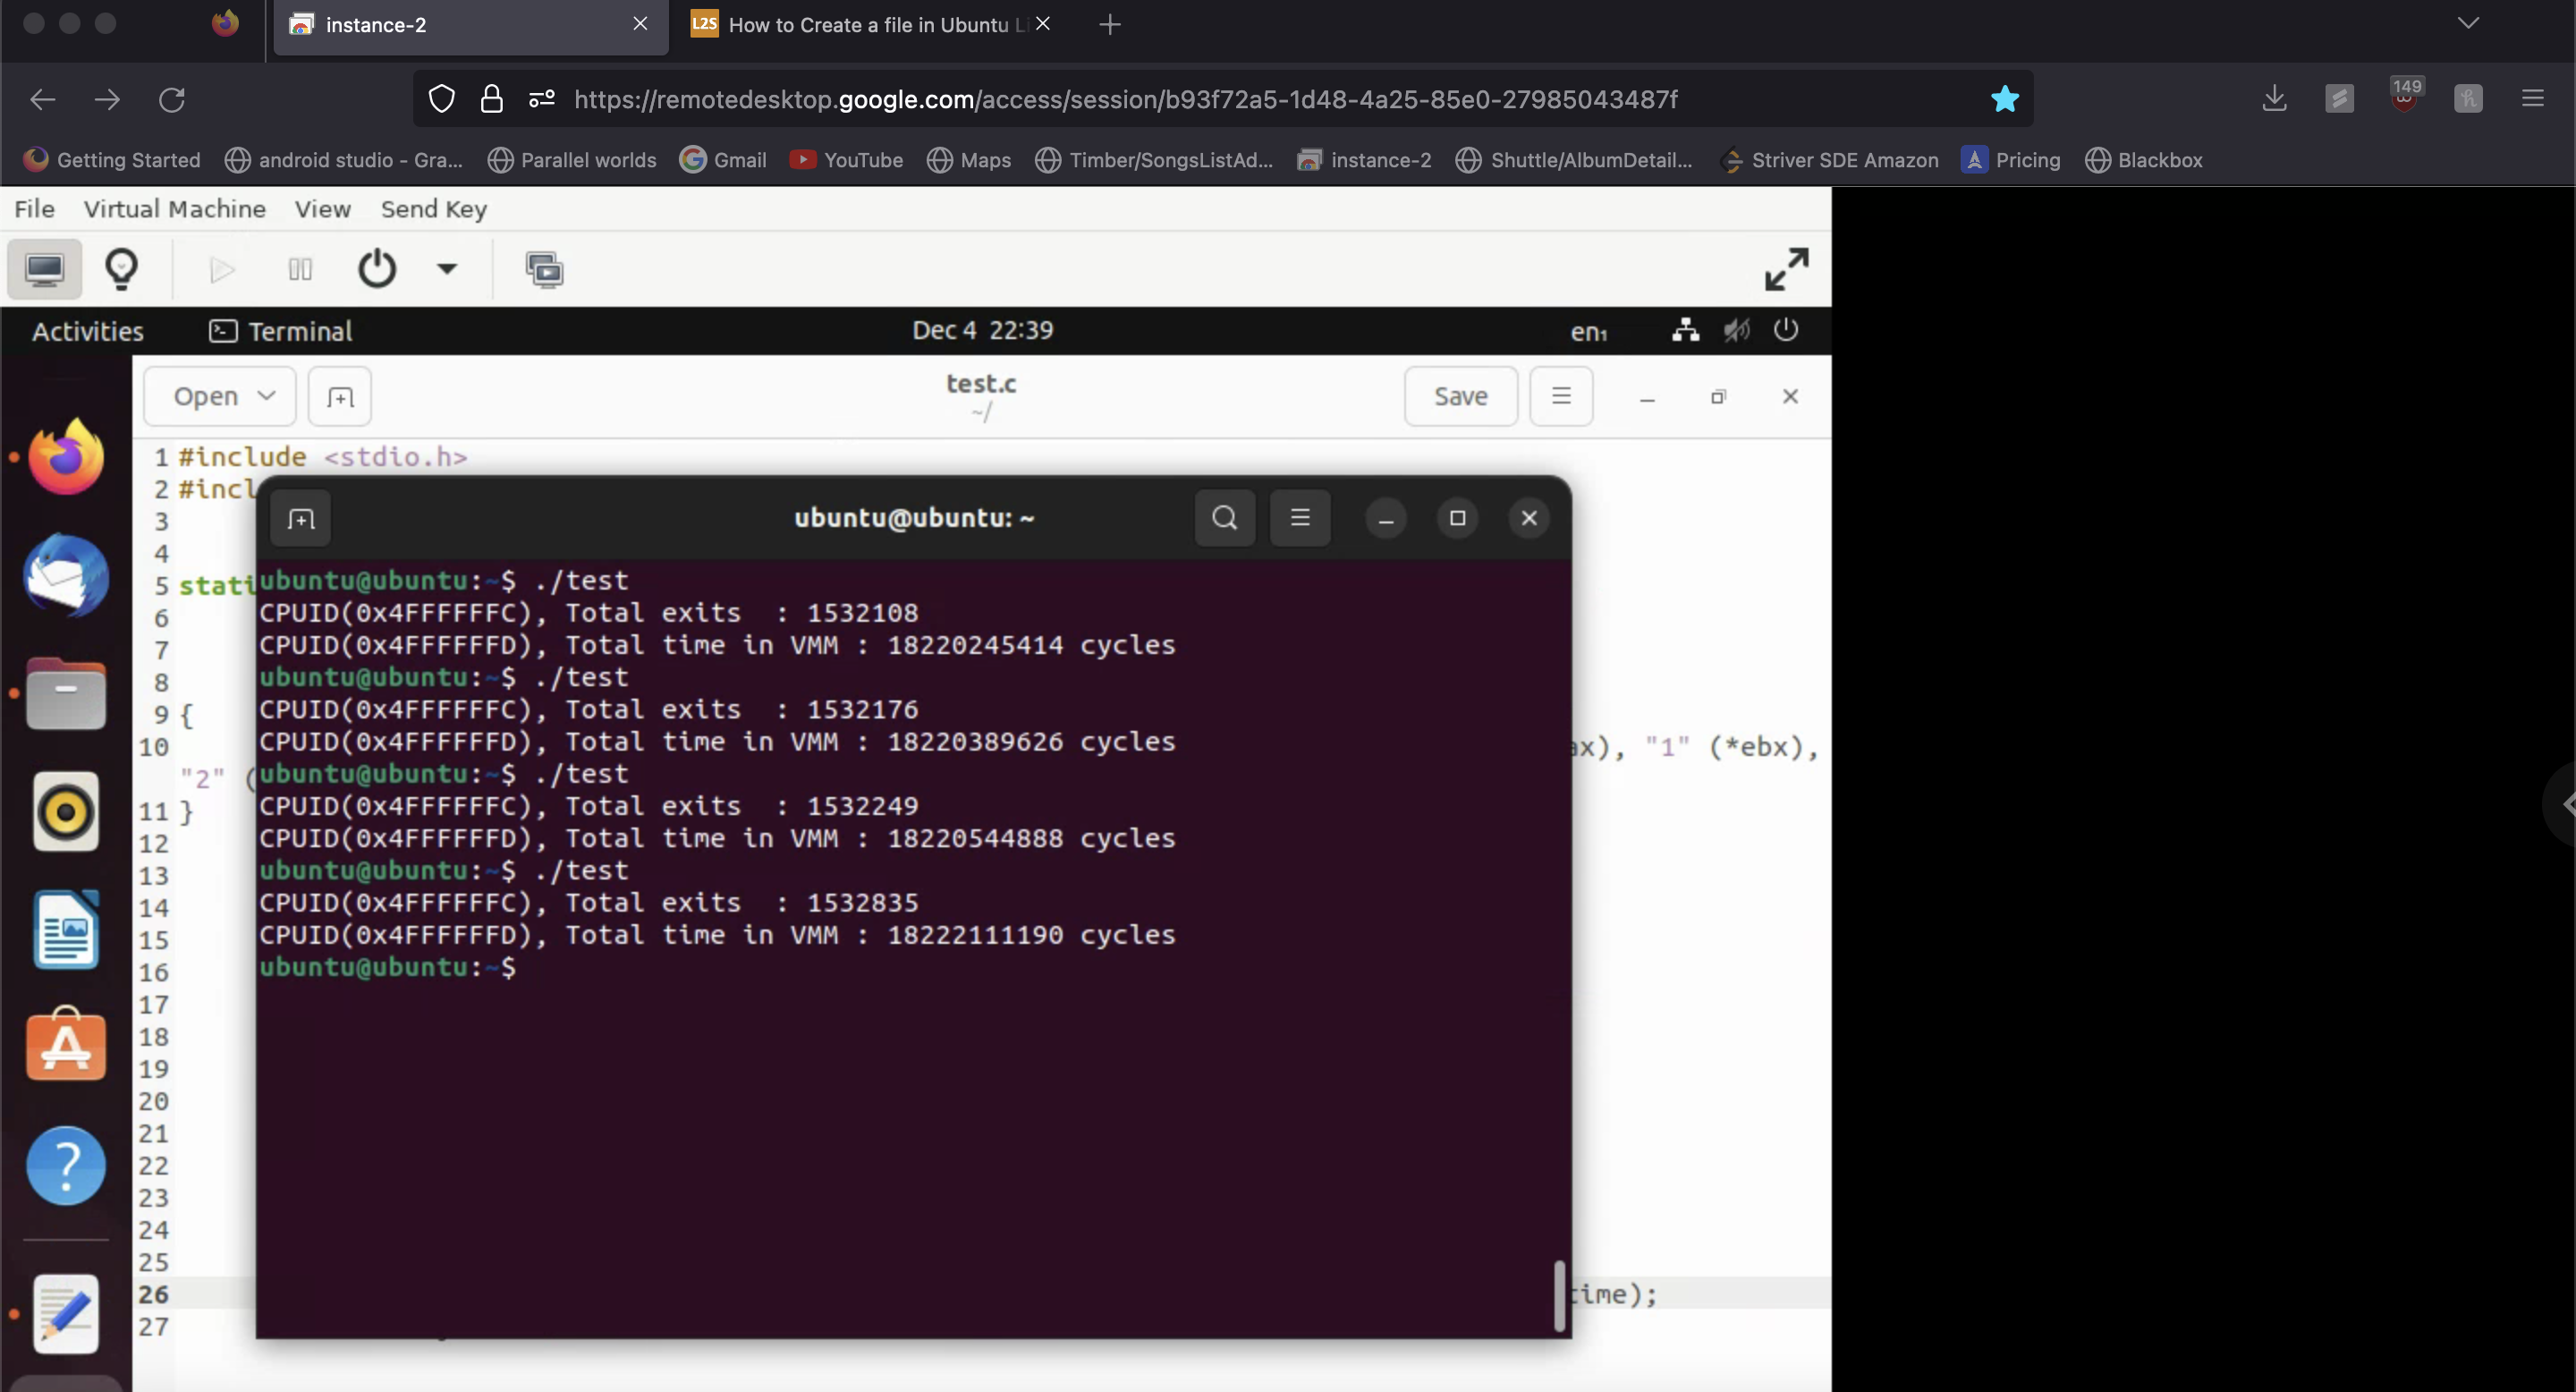 instance-2
L2S How to Create a file in Ubuntu Li
https://remotedesktop.google.com/access/session/b93f72a5-1d48-4a25-85e0-27985043487f
149
Getting Started android studio - Gra... Parallel worlds Gmail YouTube Maps Timber/SongsListAd... instance-2 Shuttle/AlbumDetail... Striver SDE Amazon Pricing Blackbox
File Virtual Machine View Send Key
Activities Terminal Dec 4 22:39 en1
Open test.c Save
~/
1 #include <stdio.h>
2 #incl
ubuntu@ubuntu: ~
3
4
5 stati
6
7
8
9 {
10 ax), "1" (*ebx),
"2" (
11 }
12
13
14
15
16
17
18
19
20
21
22
23
24
25
26 time);
27
ubuntu@ubuntu:~$ ./test
CPUID(0x4FFFFFFC), Total exits : 1532108
CPUID(0x4FFFFFFD), Total time in VMM : 18220245414 cycles
ubuntu@ubuntu:~$ ./test
CPUID(0x4FFFFFFC), Total exits : 1532176
CPUID(0x4FFFFFFD), Total time in VMM : 18220389626 cycles
ubuntu@ubuntu:~$ ./test
CPUID(0x4FFFFFFC), Total exits : 1532249
CPUID(0x4FFFFFFD), Total time in VMM : 18220544888 cycles
ubuntu@ubuntu:~$ ./test
CPUID(0x4FFFFFFC), Total exits : 1532835
CPUID(0x4FFFFFFD), Total time in VMM : 18222111190 cycles
ubuntu@ubuntu:~$